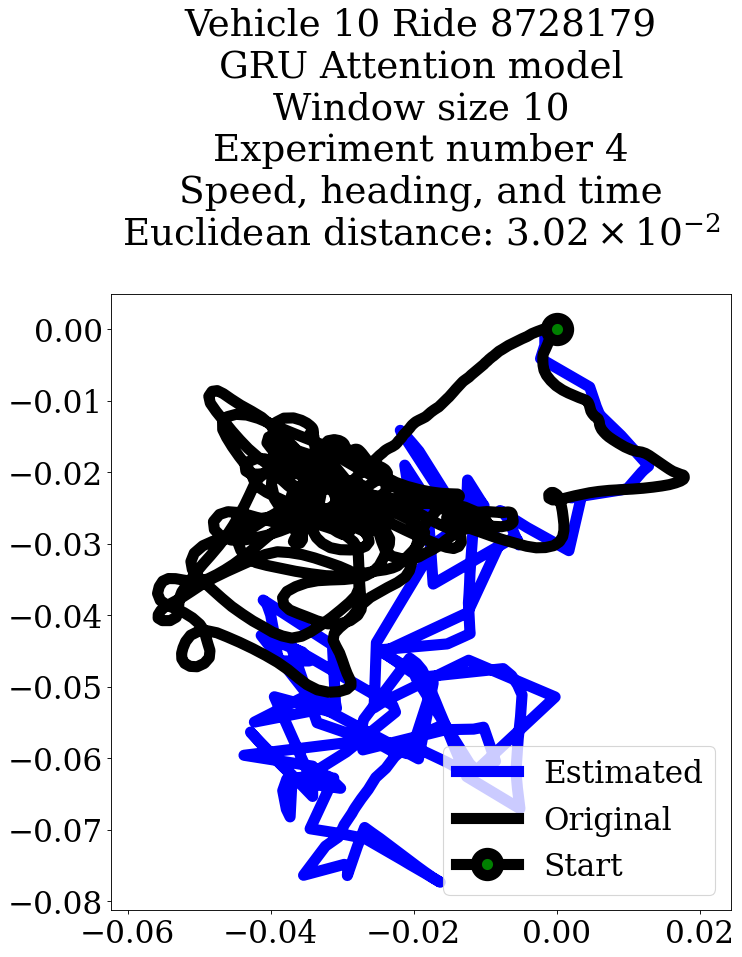 Vehicle 10 Ride 8728179
GRU Attention model
Window size 10
Experiment number 4
Speed, heading, and time
Euclidean distance: 3.02 × 10⁻²
0.00
−0.01
−0.02
−0.03
−0.04
−0.05
−0.06
−0.07
−0.08
−0.06 −0.04 −0.02 0.00 0.02
Estimated
Original
Start